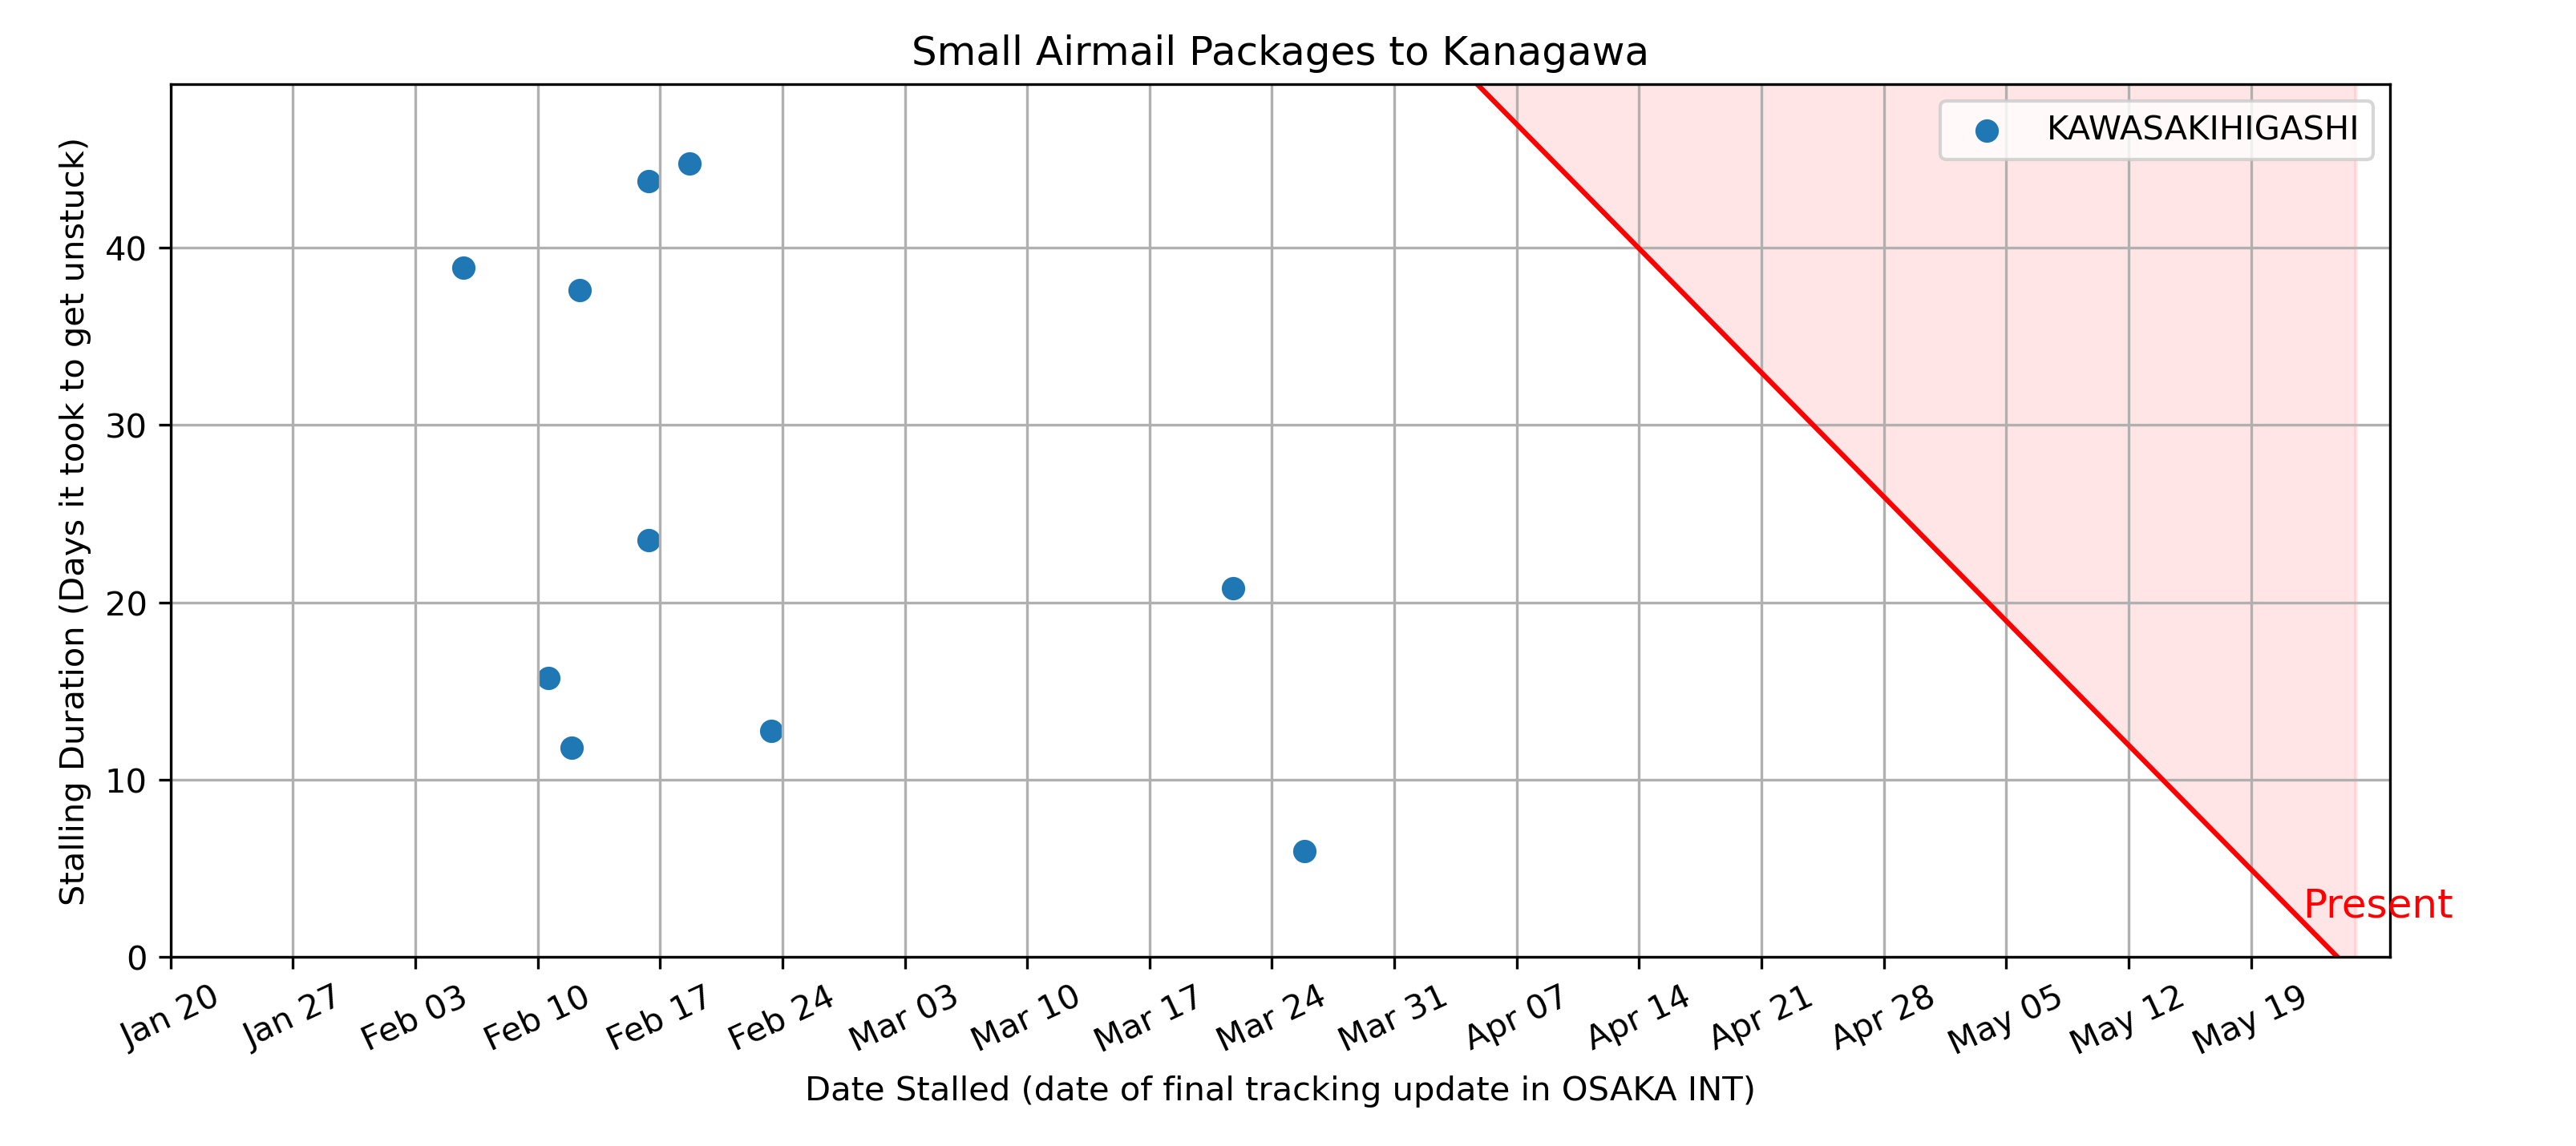 Small Airmail Packages to Kanagawa
KAWASAKIHIGASHI
Stalling Duration (Days it took to get unstuck)
40
30
20
10
0
Present
Jan 20
Jan 27
Feb 03
Feb 10
Feb 17
Feb 24
Mar 03
Mar 10
Mar 17
Mar 24
Mar 31
Apr 07
Apr 14
Apr 21
Apr 28
May 05
May 12
May 19
Date Stalled (date of final tracking update in OSAKA INT)